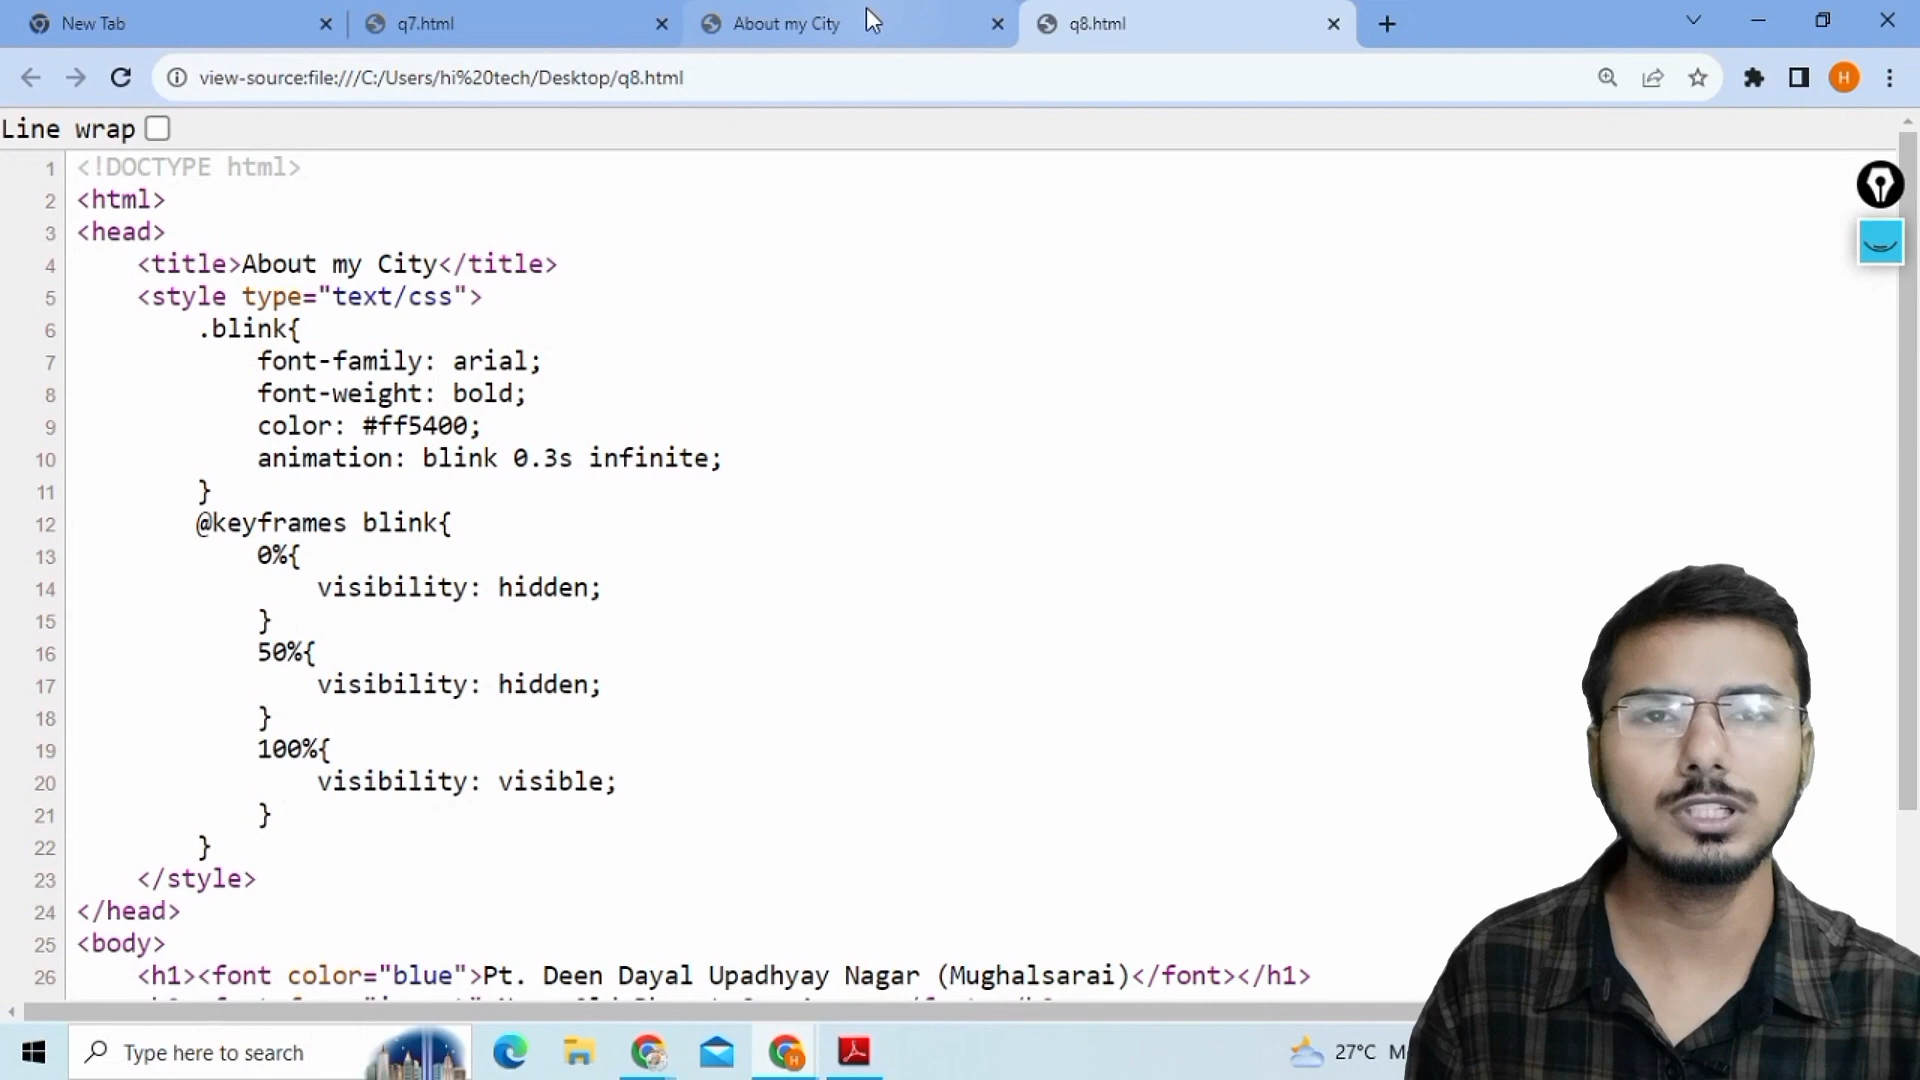 New Tab
q7.html
About my City
q8.html
view-source:file:///C:/Users/hi%20tech/Desktop/q8.html
H
Line wrap
1 <!DOCTYPE html>
2 <html>
3 <head>
4 <title>About my City</title>
5 <style type="text/css">
6 .blink{
7 font-family: arial;
8 font-weight: bold;
9 color: #ff5400;
10 animation: blink 0.3s infinite;
11 }
12 @keyframes blink{
13 0%{
14 visibility: hidden;
15 }
16 50%{
17 visibility: hidden;
18 }
19 100%{
20 visibility: visible;
21 }
22 }
23 </style>
24 </head>
25 <body>
26 <h1><font color="blue">Pt. Deen Dayal Upadhyay Nagar (Mughalsarai)</font></h1>
Type here to search
H
27°C